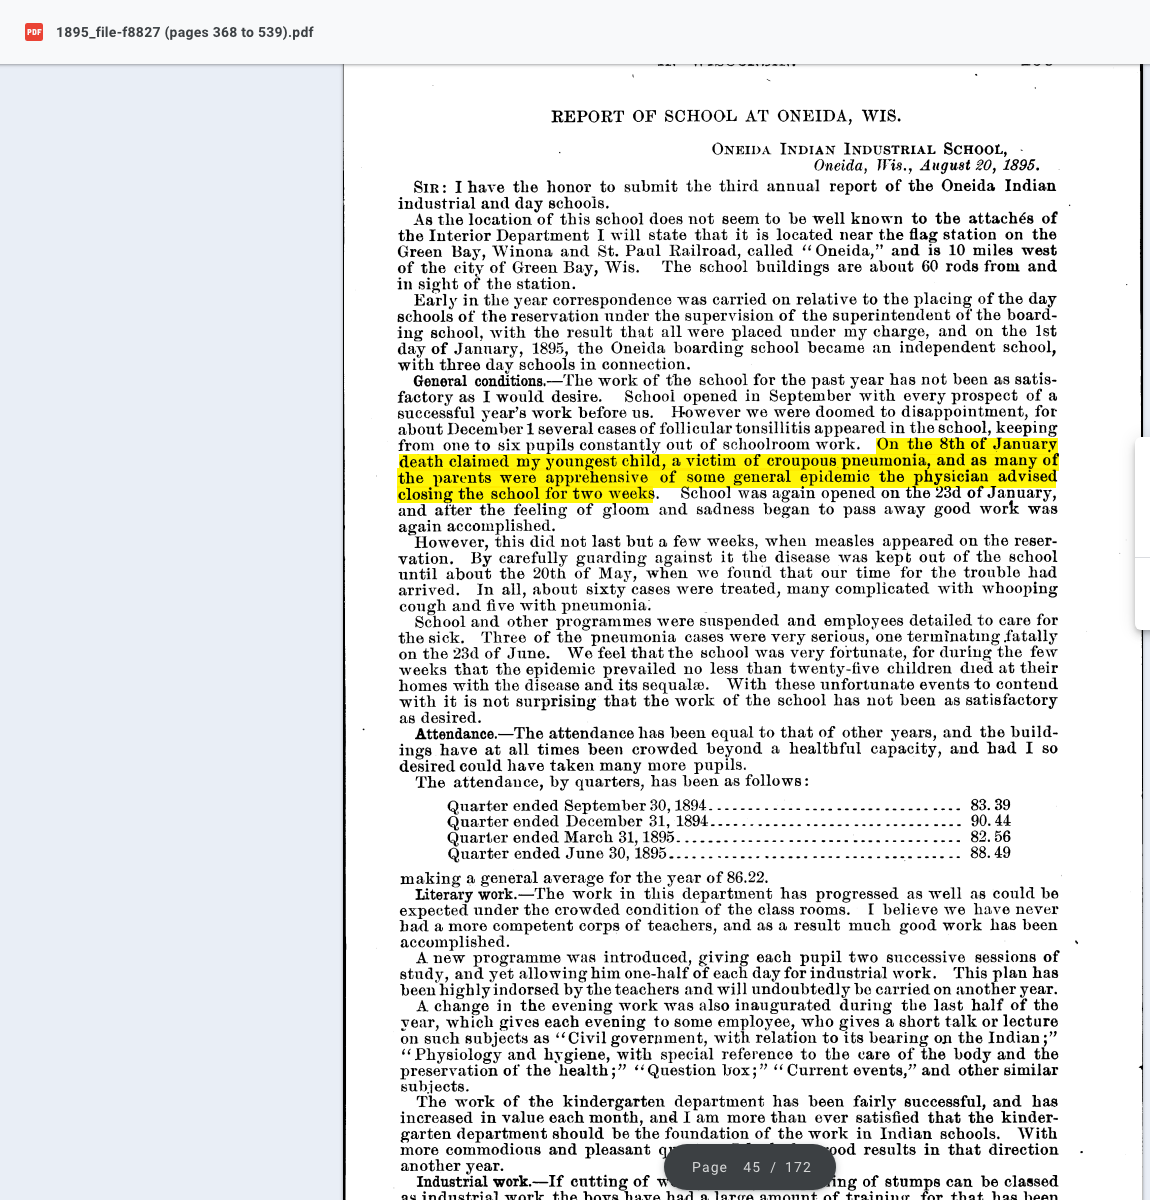 1895_file-f8827 (pages 368 to 539).pdf
REPORT OF SCHOOL AT ONEIDA, WIS.
ONEIDA INDIAN INDUSTRIAL SCHOOL,
Oneida, Wis., August 20, 1895.
SIR: I have the honor to submit the third annual report of the Oneida Indian
industrial and day schools.
As the location of this school does not seem to be well known to the attachés of
the Interior Department I will state that it is located near the flag station on the
Green Bay, Winona and St. Paul Railroad, called "Oneida," and is 10 miles west
of the city of Green Bay, Wis. The school buildings are about 60 rods from and
in sight of the station.
Early in the year correspondence was carried on relative to the placing of the day
schools of the reservation under the supervision of the superintendent of the board-
ing school, with the result that all were placed under my charge, and on the 1st
day of January, 1895, the Oneida boarding school became an independent school,
with three day schools in connection.
General conditions.—The work of the school for the past year has not been as satis-
factory as I would desire. School opened in September with every prospect of a
successful year's work before us. However we were doomed to disappointment, for
about December 1 several cases of follicular tonsillitis appeared in the school, keeping
from one to six pupils constantly out of schoolroom work. On the 8th of January
death claimed my youngest child, a victim of croupous pneumonia, and as many of
the parents were apprehensive of some general epidemic the physician advised
closing the school for two weeks. School was again opened on the 23d of January,
and after the feeling of gloom and sadness began to pass away good work was
again accomplished.
However, this did not last but a few weeks, when measles appeared on the reser-
vation. By carefully guarding against it the disease was kept out of the school
until about the 20th of May, when we found that our time for the trouble had
arrived. In all, about sixty cases were treated, many complicated with whooping
cough and five with pneumonia.
School and other programmes were suspended and employees detailed to care for
the sick. Three of the pneumonia cases were very serious, one terminating fatally
on the 23d of June. We feel that the school was very fortunate, for during the few
weeks that the epidemic prevailed no less than twenty-five children died at their
homes with the disease and its sequalæ. With these unfortunate events to contend
with it is not surprising that the work of the school has not been as satisfactory
as desired.
Attendance.—The attendance has been equal to that of other years, and the build-
ings have at all times been crowded beyond a healthful capacity, and had I so
desired could have taken many more pupils.
The attendance, by quarters, has been as follows:
Quarter ended September 30, 1894 83.39
Quarter ended December 31, 1894 90.44
Quarter ended March 31, 1895 82.56
Quarter ended June 30, 1895 88.49
making a general average for the year of 86.22.
Literary work.—The work in this department has progressed as well as could be
expected under the crowded condition of the class rooms. I believe we have never
had a more competent corps of teachers, and as a result much good work has been
accomplished.
A new programme was introduced, giving each pupil two successive sessions of
study, and yet allowing him one-half of each day for industrial work. This plan has
been highly indorsed by the teachers and will undoubtedly be carried on another year.
A change in the evening work was also inaugurated during the last half of the
year, which gives each evening to some employee, who gives a short talk or lecture
on such subjects as "Civil government, with relation to its bearing on the Indian;"
"Physiology and hygiene, with special reference to the care of the body and the
preservation of the health;" "Question box;" "Current events," and other similar
subjects.
The work of the kindergarten department has been fairly successful, and has
increased in value each month, and I am more than ever satisfied that the kinder-
garten department should be the foundation of the work in Indian schools. With
more commodious and pleasant ood results in that direction
another year.
Industrial work.—If cutting of w ing of stumps can be classed
as industrial work the boys have had a large amount of training, for that has been
Page 45 / 172